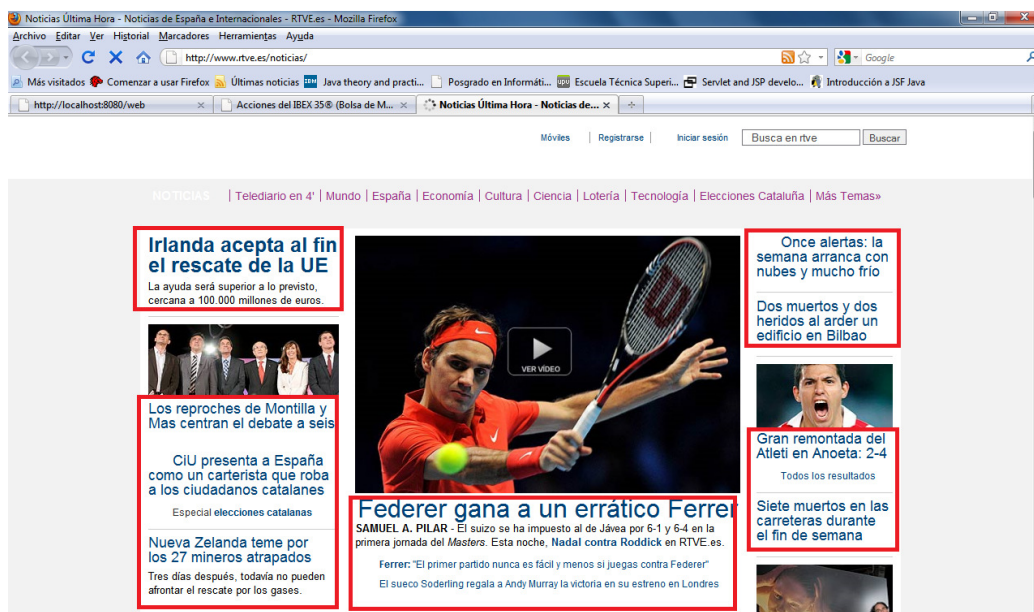 Noticias Última Hora - Noticias de España e Internacionales - RTVE.es - Mozilla Firefox
Archivo Editar Ver Historial Marcadores Herramientas Ayuda
http://www.rtve.es/noticias/
Google
Más visitados Comenzar a usar Firefox Últimas noticias Java theory and practi... Posgrado en Informáti... Escuela Técnica Superi... Servlet and JSP develo... Introducción a JSF Java
http://localhost:8080/web Acciones del IBEX 35® (Bolsa de M... Noticias Última Hora - Noticias de...
Móviles | Registrarse | Iniciar sesión Busca en rtve Buscar
NOTICIAS | Telediario en 4' | Mundo | España | Economía | Cultura | Ciencia | Lotería | Tecnología | Elecciones Cataluña | Más Temas»
Irlanda acepta al fin
el rescate de la UE
La ayuda será superior a lo previsto,
cercana a 100.000 millones de euros.
Los reproches de Montilla y
Mas centran el debate a seis
CiU presenta a España
como un carterista que roba
a los ciudadanos catalanes
Especial elecciones catalanas
Nueva Zelanda teme por
los 27 mineros atrapados
Tres días después, todavía no pueden
afrontar el rescate por los gases.
VER VÍDEO
Federer gana a un errático Ferrer
SAMUEL A. PILAR - El suizo se ha impuesto al de Jávea por 6-1 y 6-4 en la
primera jornada del Masters. Esta noche, Nadal contra Roddick en RTVE.es.
Ferrer: "El primer partido nunca es fácil y menos si juegas contra Federer"
El sueco Soderling regala a Andy Murray la victoria en su estreno en Londres
Once alertas: la
semana arranca con
nubes y mucho frío
Dos muertos y dos
heridos al arder un
edificio en Bilbao
Gran remontada del
Atleti en Anoeta: 2-4
Todos los resultados
Siete muertos en las
carreteras durante
el fin de semana